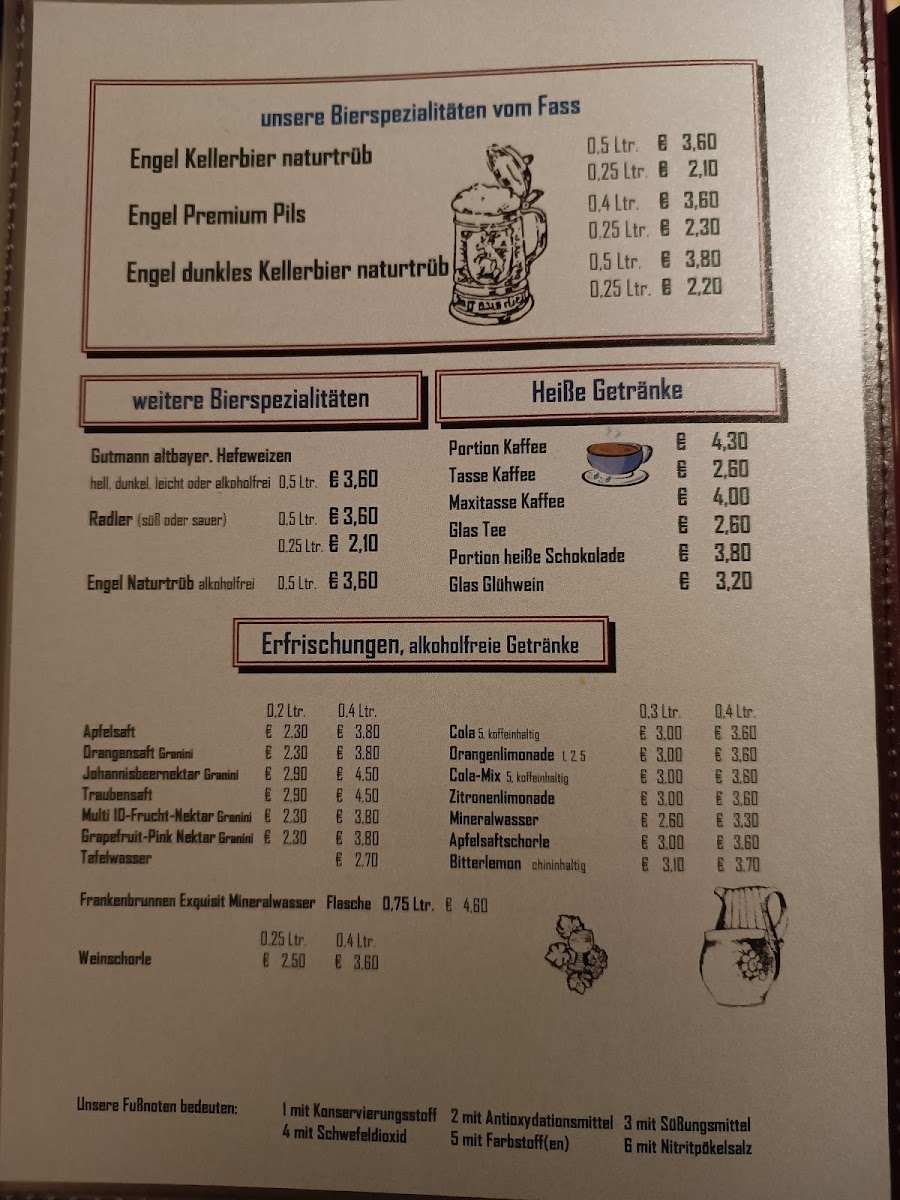 unsere Bierspezialitäten vom Fass
Engel Kellerbier naturtrüb 0,5 Ltr. € 3,60
0,25 Ltr. € 2,10
Engel Premium Pils 0,4 Ltr. € 3,60
0,25 Ltr. € 2,30
Engel dunkles Kellerbier naturtrüb 0,5 Ltr. € 3,80
0,25 Ltr. € 2,20
weitere Bierspezialitäten
Gutmann altbayer. Hefeweizen
hell, dunkel, leicht oder alkoholfrei 0,5 Ltr. € 3,60
Radler (süß oder sauer) 0,5 Ltr. € 3,60
0,25 Ltr. € 2,10
Engel Naturtrüb alkoholfrei 0,5 Ltr. € 3,60
Heiße Getränke
Portion Kaffee € 4,30
Tasse Kaffee € 2,60
Maxitasse Kaffee € 4,00
Glas Tee € 2,60
Portion heiße Schokolade € 3,80
Glas Glühwein € 3,20
Erfrischungen, alkoholfreie Getränke
0,2 Ltr. 0,4 Ltr.
Apfelsaft € 2,30 € 3,80
Orangensaft Granini € 2,30 € 3,80
Johannisbeernektar Granini € 2,90 € 4,50
Traubensaft € 2,90 € 4,50
Multi 10-Frucht-Nektar Granini € 2,30 € 3,80
Grapefruit-Pink Nektar Granini € 2,30 € 3,80
Tafelwasser € 2,70
0,3 Ltr. 0,4 Ltr.
Cola 5, koffeinhaltig € 3,00 € 3,60
Orangenlimonade 1, 2, 5 € 3,00 € 3,60
Cola-Mix 5, koffeinhaltig € 3,00 € 3,60
Zitronenlimonade € 3,00 € 3,60
Mineralwasser € 2,60 € 3,30
Apfelsaftschorle € 3,00 € 3,60
Bitterlemon chininhaltig € 3,10 € 3,70
Frankenbrunnen Exquisit Mineralwasser Flasche 0,75 Ltr. € 4,60
0,25 Ltr. 0,4 Ltr.
Weinschorle € 2,50 € 3,60
Unsere Fußnoten bedeuten: 1 mit Konservierungsstoff 2 mit Antioxydationsmittel 3 mit Süßungsmittel
4 mit Schwefeldioxid 5 mit Farbstoff(en) 6 mit Nitritpökelsalz